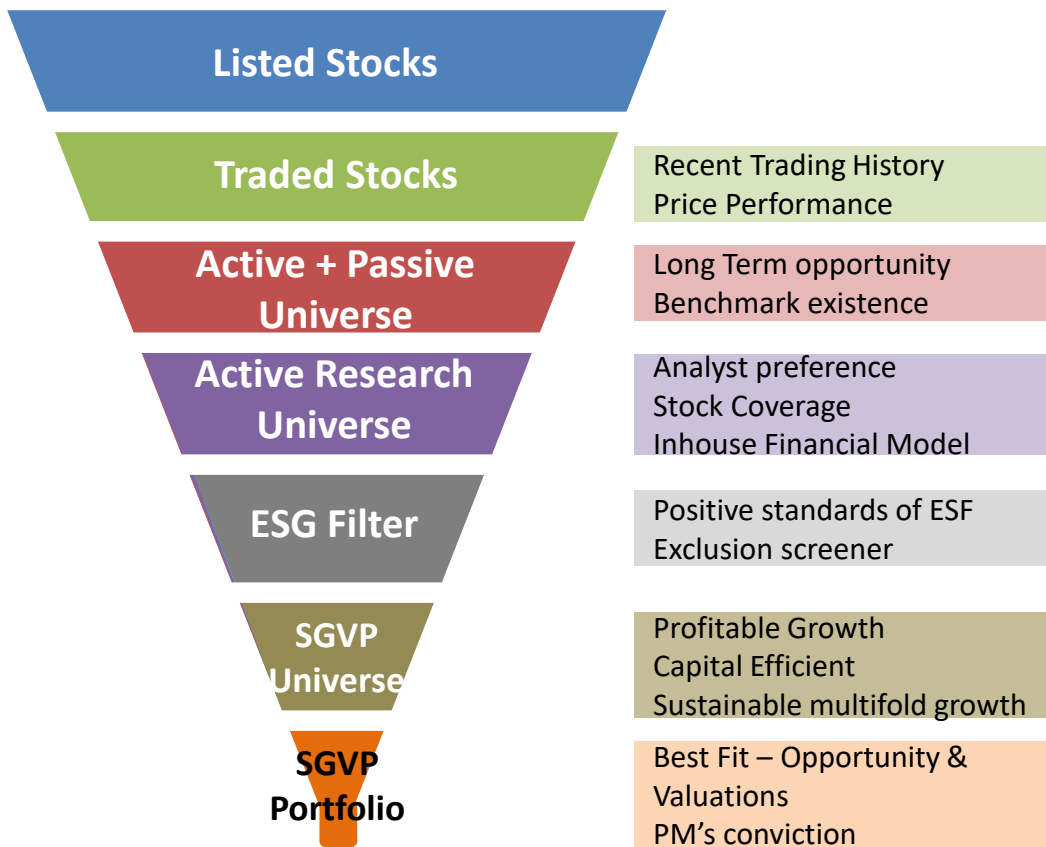 Listed Stocks
Traded Stocks
Recent Trading History
Price Performance
Active + Passive
Universe
Long Term opportunity
Benchmark existence
Active Research
Universe
Analyst preference
Stock Coverage
Inhouse Financial Model
ESG Filter
Positive standards of ESF
Exclusion screener
SGVP
Universe
Profitable Growth
Capital Efficient
Sustainable multifold growth
SGVP
Portfolio
Best Fit – Opportunity &
Valuations
PM's conviction